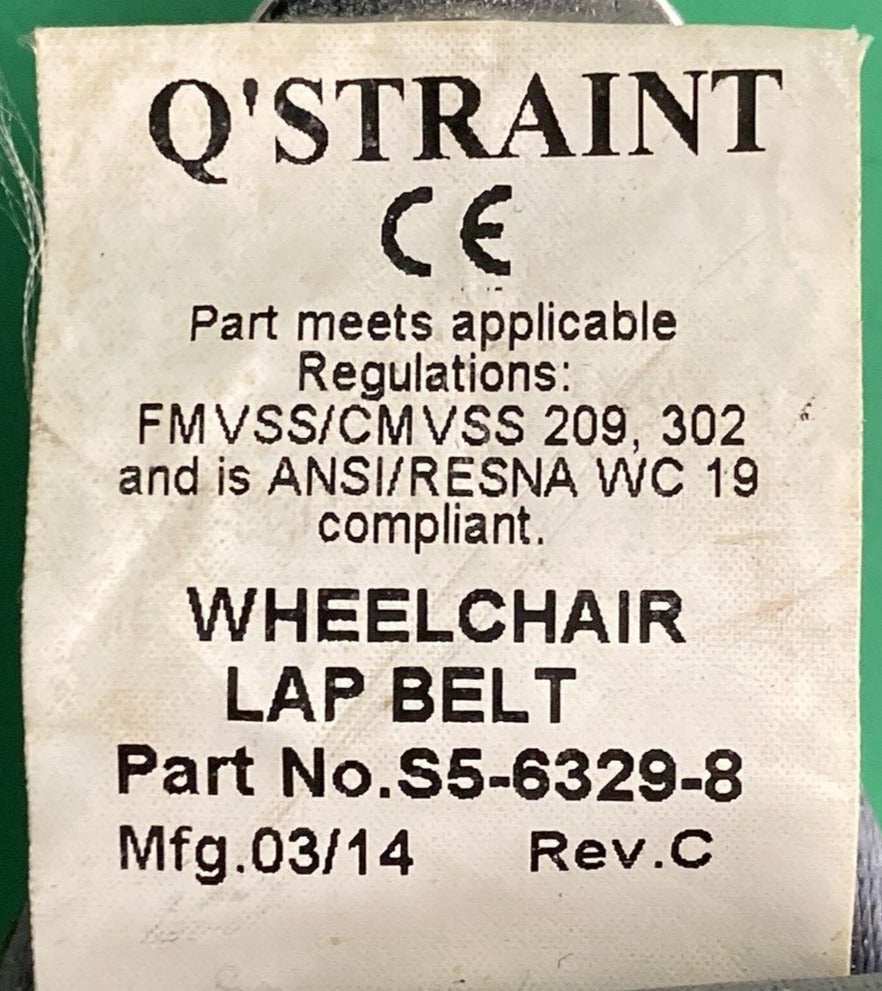 Q'STRAINT
CE
Part meets applicable
Regulations:
FMVSS/CMVSS 209, 302
and is ANSI/RESNA WC 19
compliant.
WHEELCHAIR
LAP BELT
Part No.S5-6329-8
Mfg.03/14 Rev.C